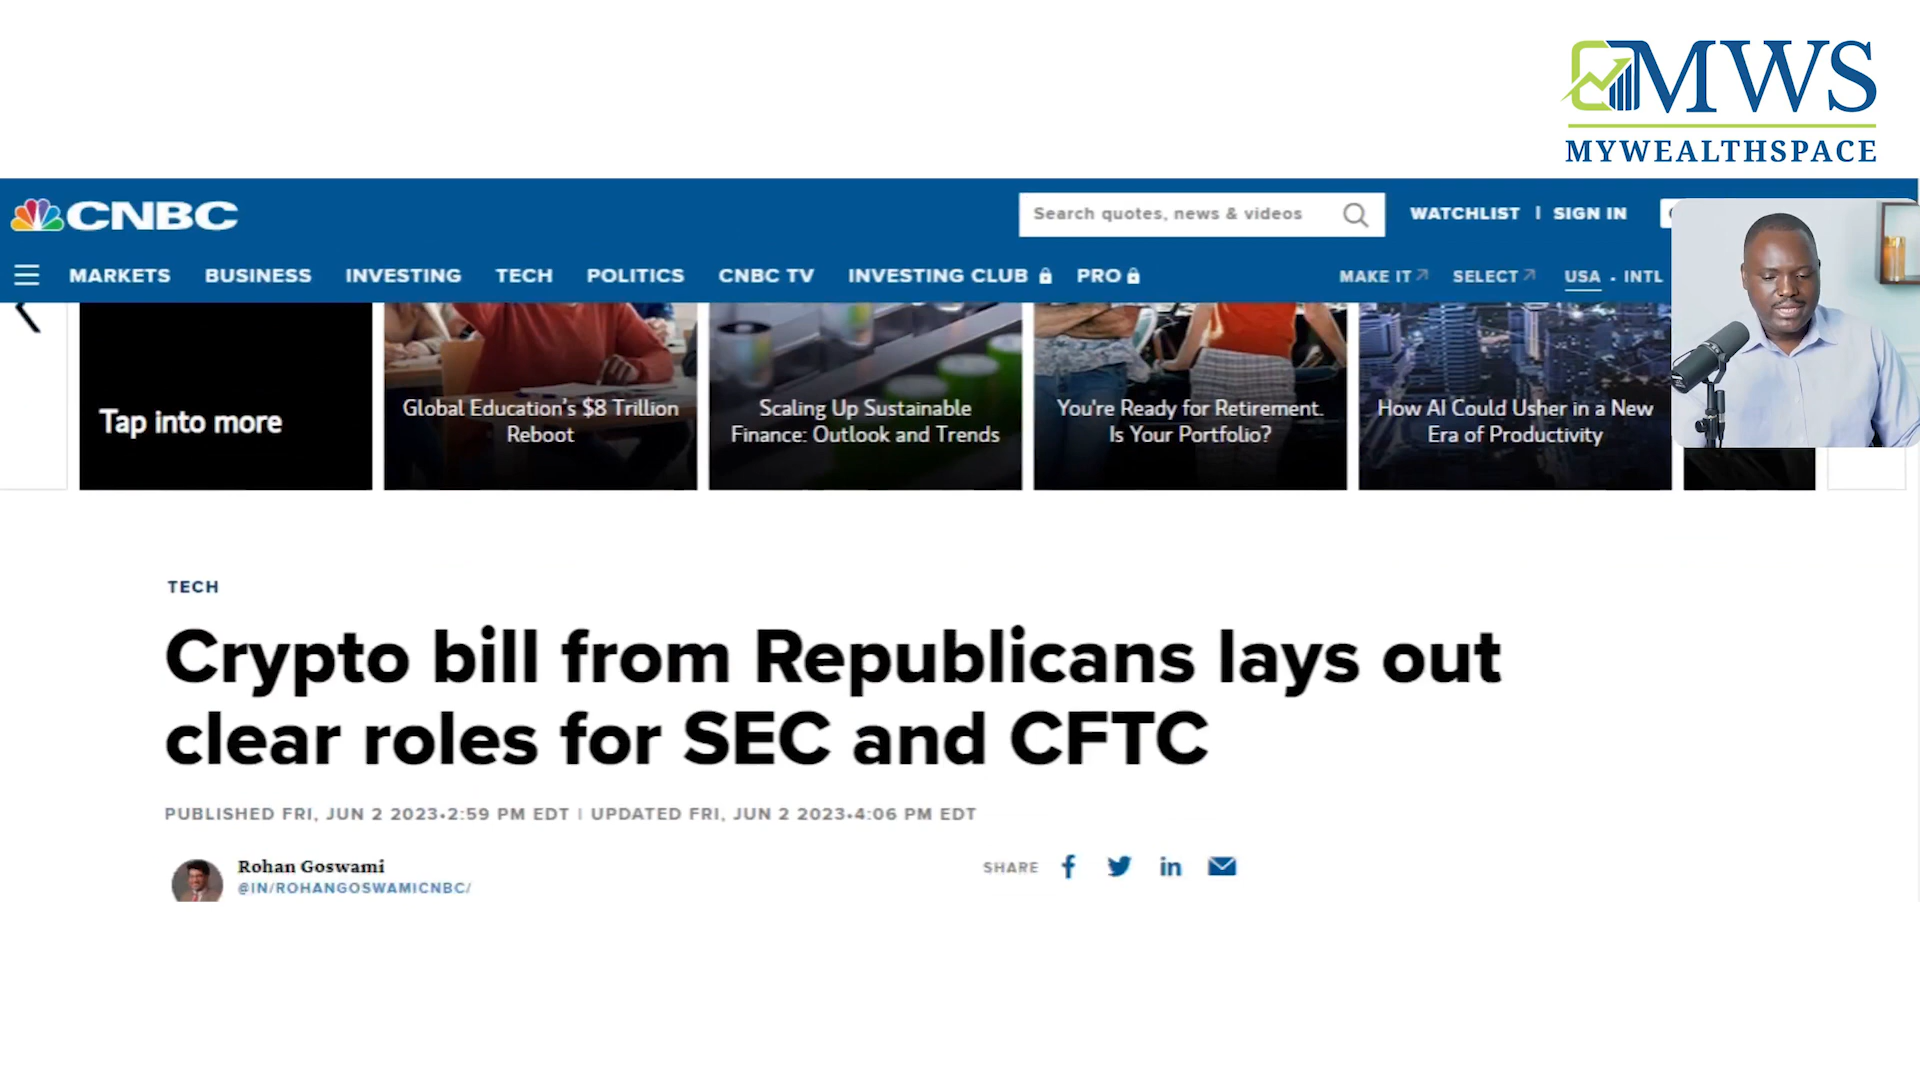 MWS
MYWEALTHSPACE
CNBC
Search quotes, news & videos
WATCHLIST | SIGN IN
MARKETS BUSINESS INVESTING TECH POLITICS CNBC TV INVESTING CLUB PRO
MAKE IT SELECT USA • INTL
Tap into more
Global Education's $8 Trillion
Reboot
Scaling Up Sustainable
Finance: Outlook and Trends
You're Ready for Retirement.
Is Your Portfolio?
How AI Could Usher in a New
Era of Productivity
TECH
Crypto bill from Republicans lays out
clear roles for SEC and CFTC
PUBLISHED FRI, JUN 2 2023•2:59 PM EDT | UPDATED FRI, JUN 2 2023•4:06 PM EDT
Rohan Goswami
@IN/ROHANGOSWAMICNBC/
SHARE